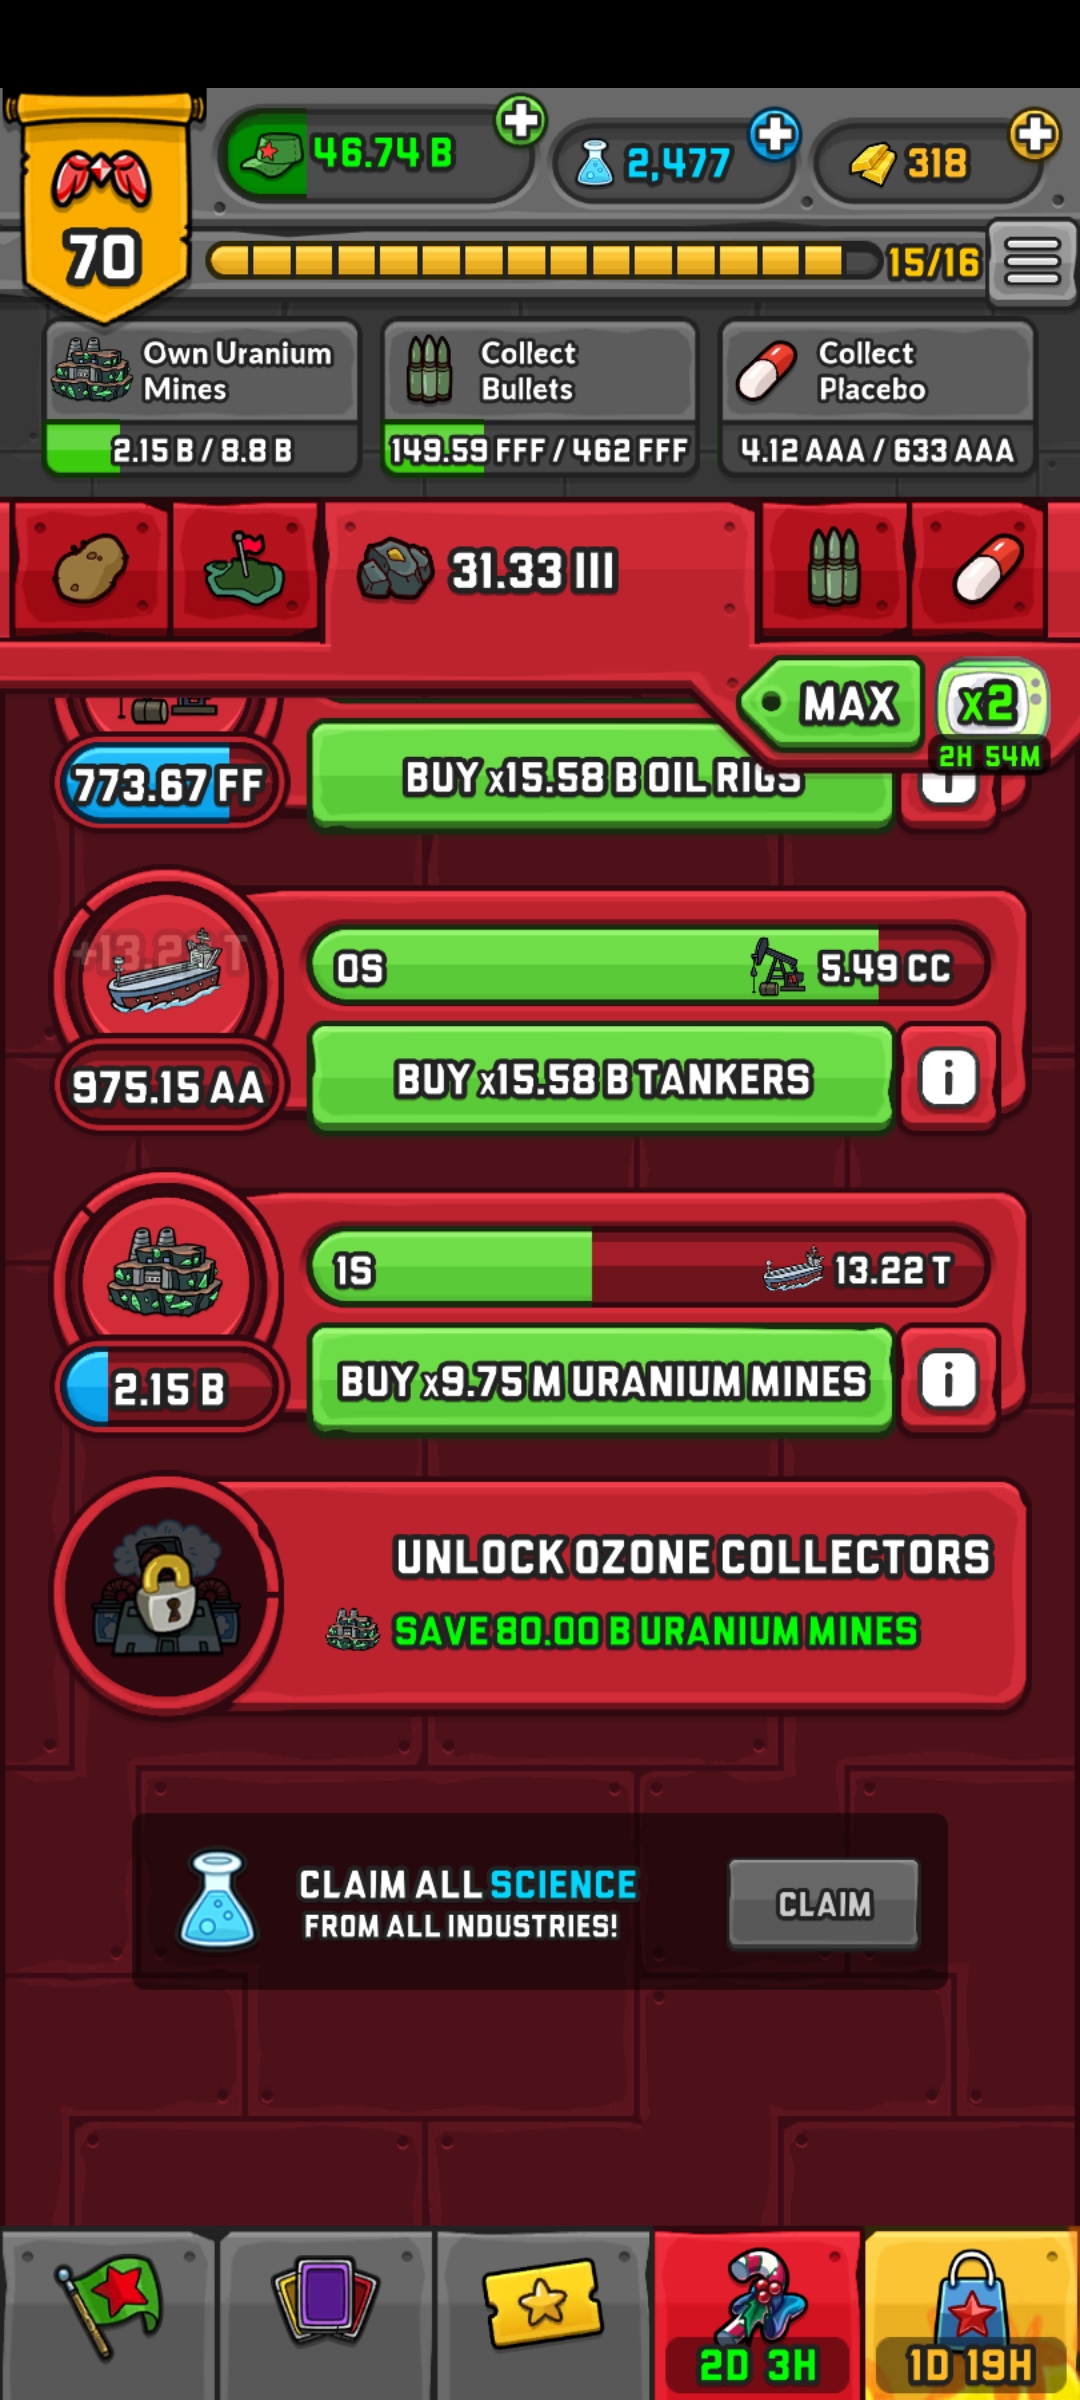 46.74 B
2,477
318
70
15/16
Own Uranium
Mines
2.15 B / 8.8 B
Collect
Bullets
149.59 FFF / 462 FFF
Collect
Placebo
4.12 AAA / 633 AAA
31.33 III
MAX
x2
2H 54M
773.67 FF
BUY x15.58 B OIL RIGS
+13.22 T
0S
5.49 CC
975.15 AA
BUY x15.58 B TANKERS
i
1S
13.22 T
2.15 B
BUY x9.75 M URANIUM MINES
i
UNLOCK OZONE COLLECTORS
SAVE 80.00 B URANIUM MINES
CLAIM ALL SCIENCE
FROM ALL INDUSTRIES!
CLAIM
2D 3H
1D 19H